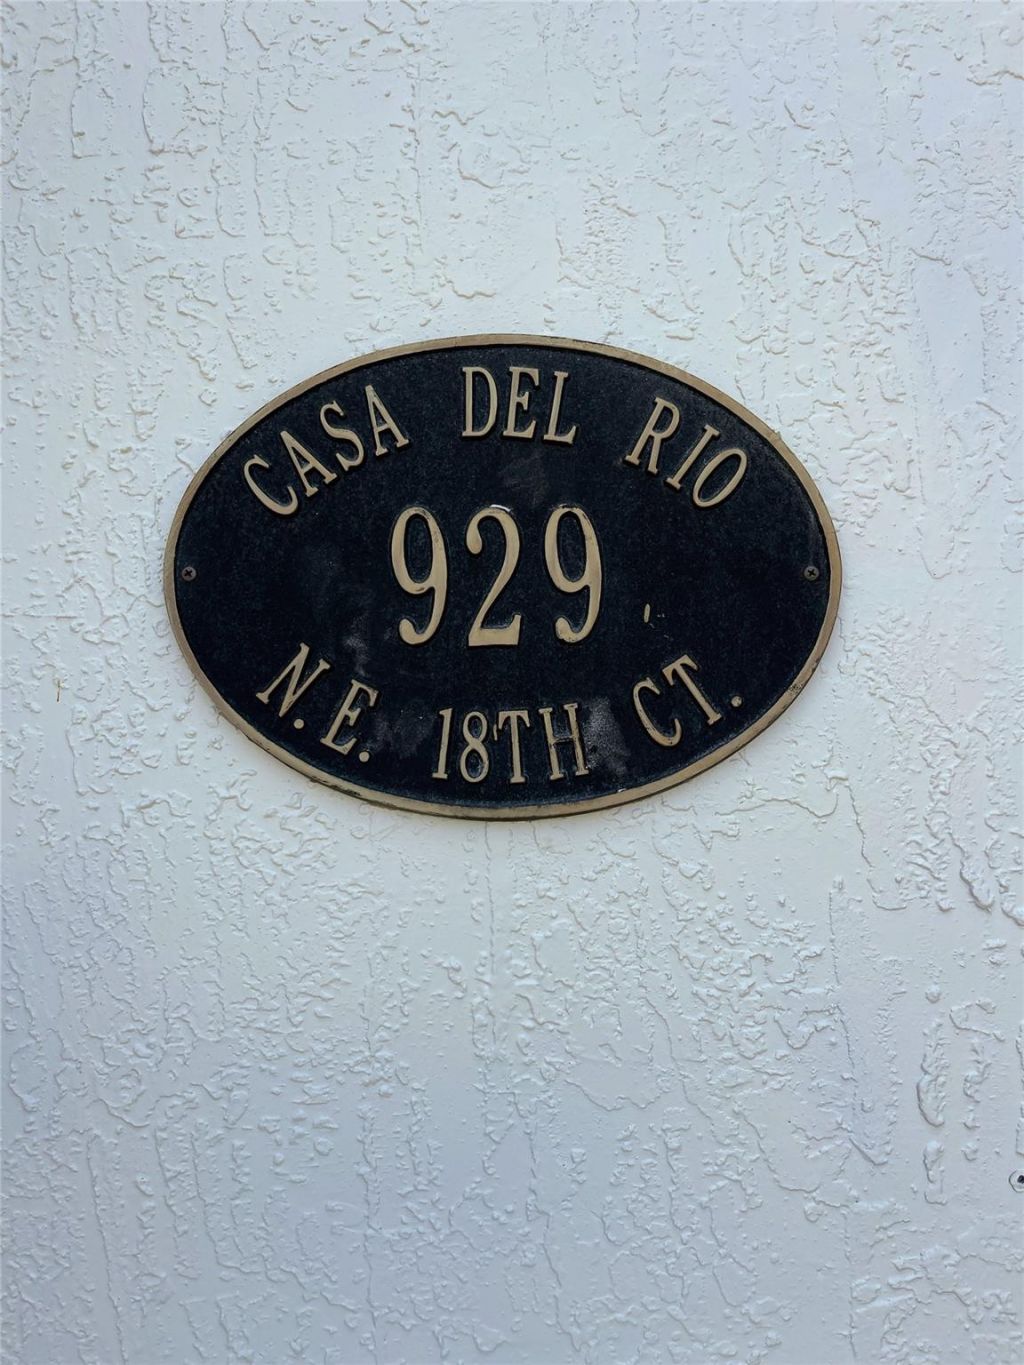 CASA DEL RIO
929
N.E. 18TH CT.